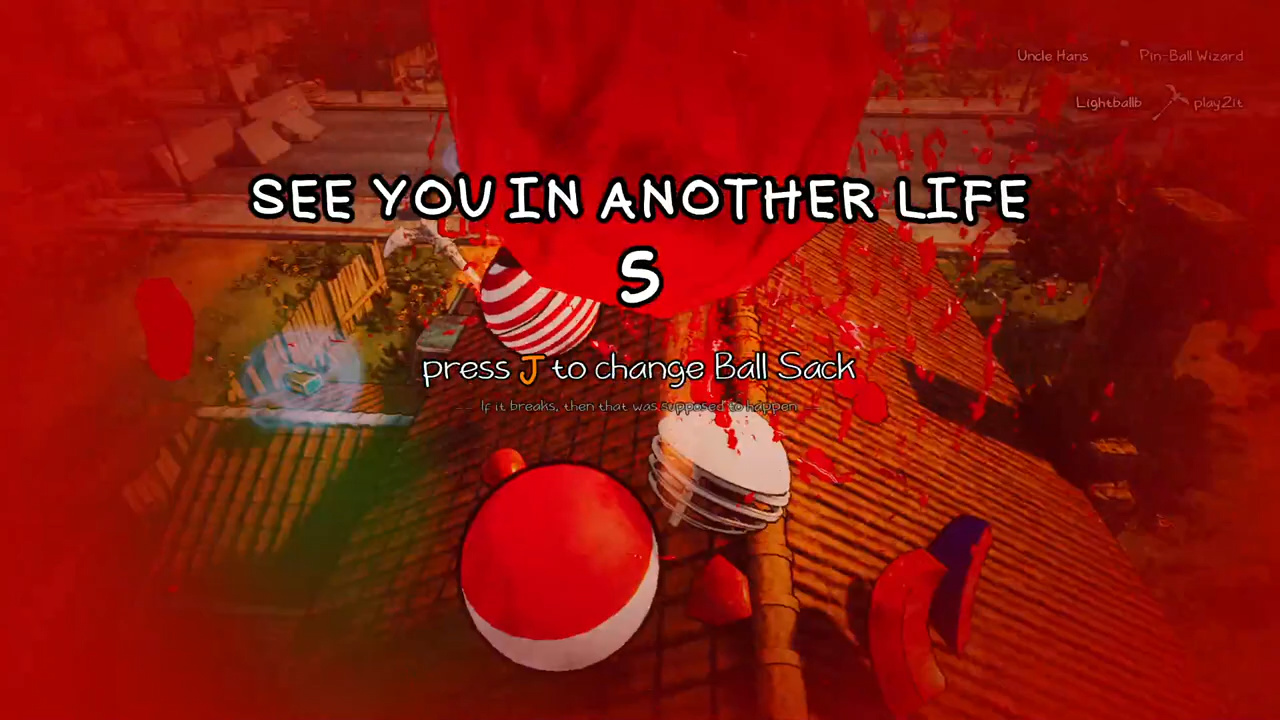 Uncle Hans Pin-Ball Wizard
Lightballb play2it
SEE YOU IN ANOTHER LIFE
S
press J to change Ball Sack
If it breaks, then that was supposed to happen